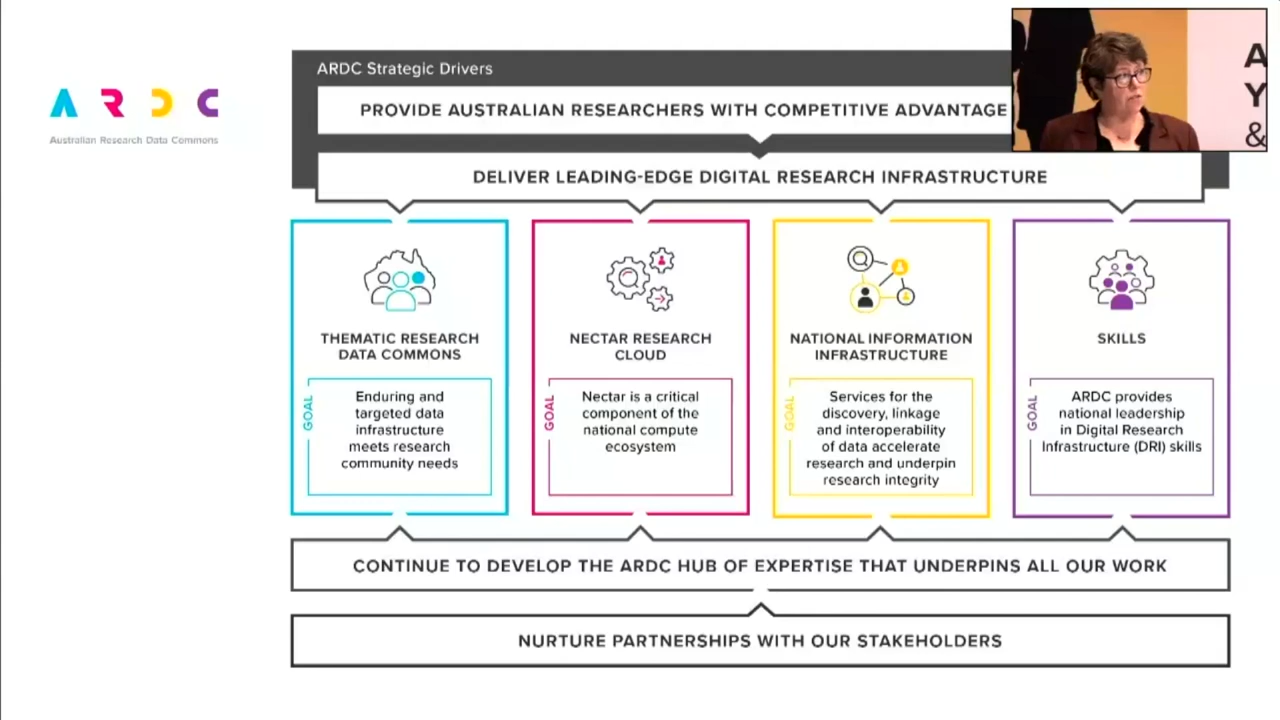 A R D C
Australian Research Data Commons
ARDC Strategic Drivers
PROVIDE AUSTRALIAN RESEARCHERS WITH COMPETITIVE ADVANTAGE
DELIVER LEADING-EDGE DIGITAL RESEARCH INFRASTRUCTURE
THEMATIC RESEARCH
DATA COMMONS
GOAL
Enduring and
targeted data
infrastructure
meets research
community needs
NECTAR RESEARCH
CLOUD
GOAL
Nectar is a critical
component of the
national compute
ecosystem
NATIONAL INFORMATION
INFRASTRUCTURE
GOAL
Services for the
discovery, linkage
and interoperability
of data accelerate
research and underpin
research integrity
SKILLS
GOAL
ARDC provides
national leadership
in Digital Research
Infrastructure (DRI) skills
CONTINUE TO DEVELOP THE ARDC HUB OF EXPERTISE THAT UNDERPINS ALL OUR WORK
NURTURE PARTNERSHIPS WITH OUR STAKEHOLDERS
A
Y
&